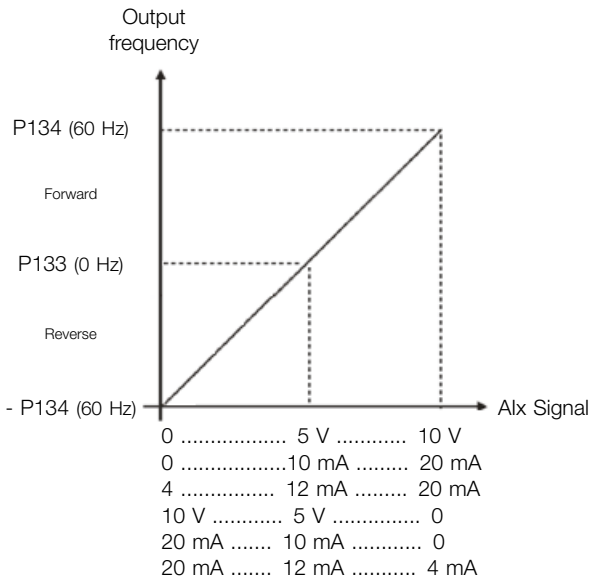 Output
frequency
P134 (60 Hz)
Forward
P133 (0 Hz)
Reverse
- P134 (60 Hz)
AIx Signal
0 .................. 5 V ............ 10 V
0 ..................10 mA ......... 20 mA
4 ................ 12 mA ......... 20 mA
10 V ............ 5 V ............... 0
20 mA ....... 10 mA ............ 0
20 mA ....... 12 mA ........... 4 mA